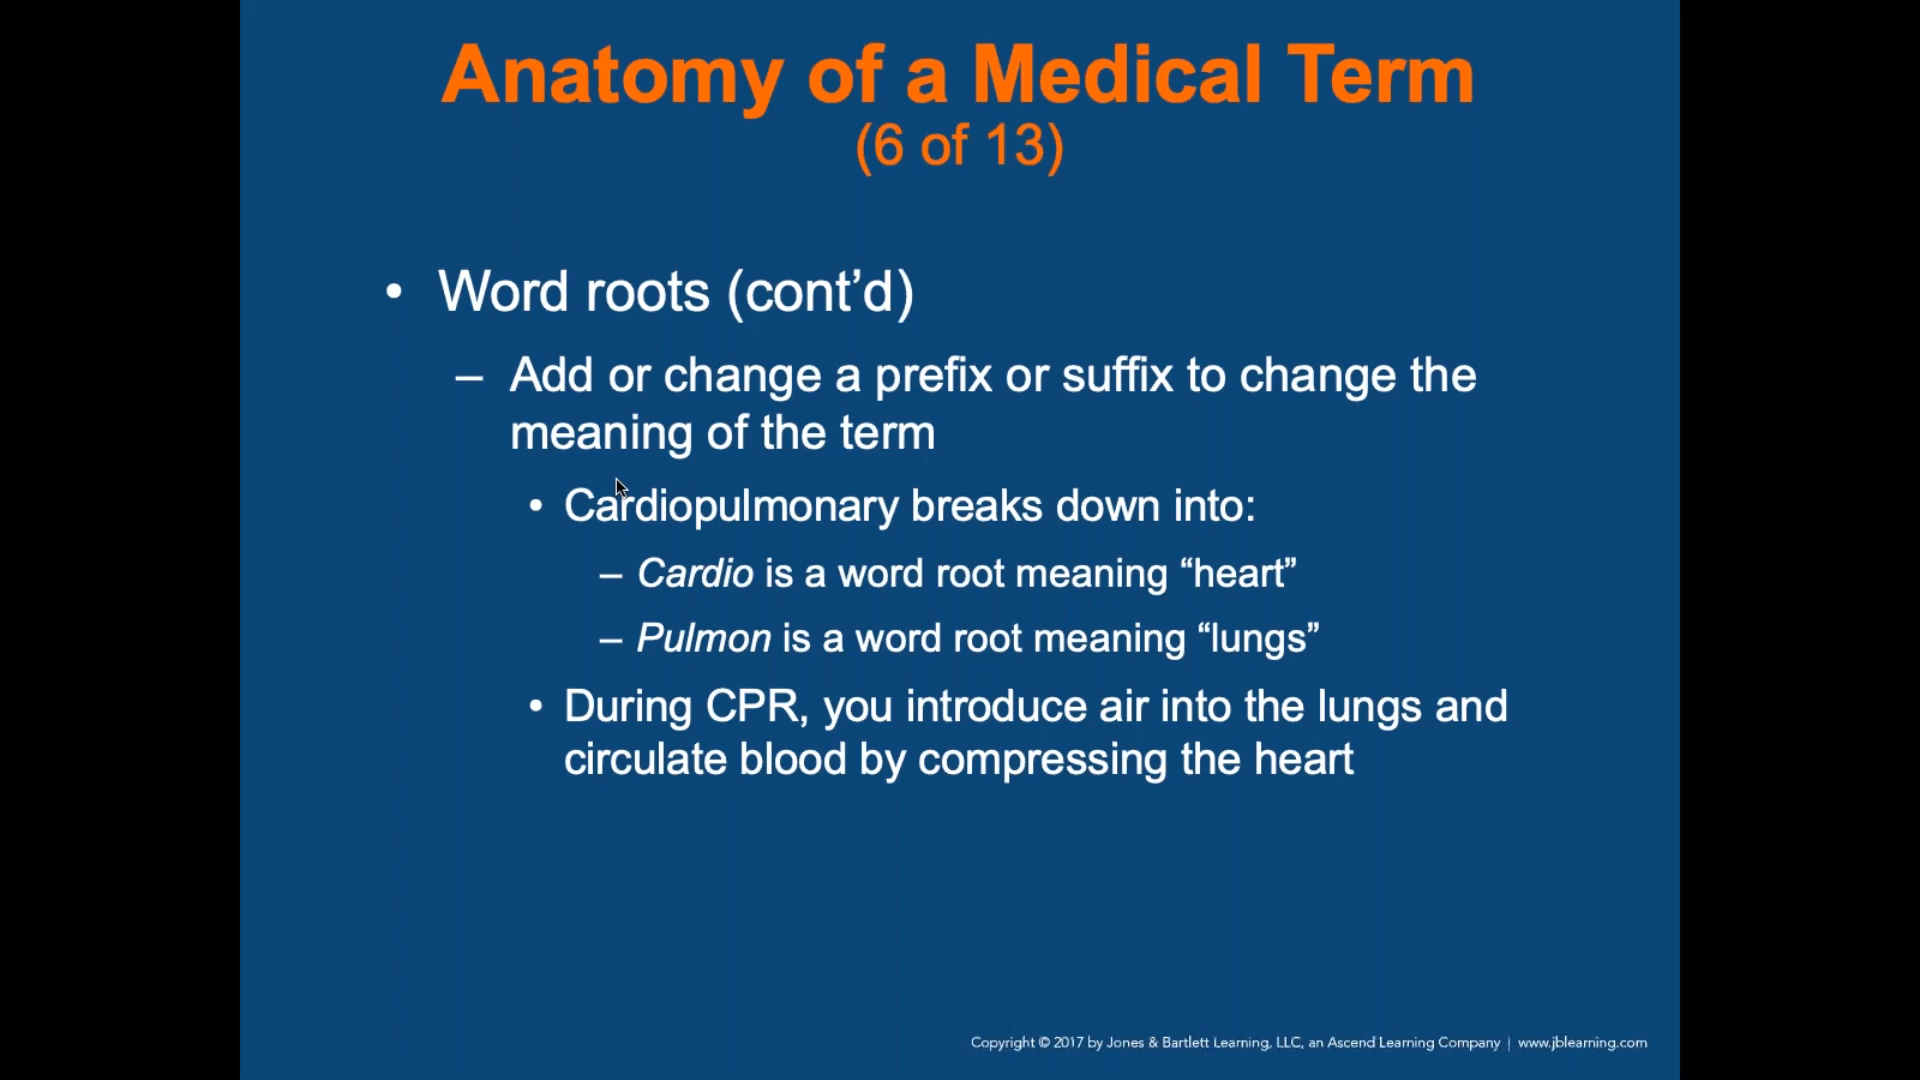 Anatomy of a Medical Term
(6 of 13)
• Word roots (cont’d)
– Add or change a prefix or suffix to change the
meaning of the term
• Cardiopulmonary breaks down into:
– Cardio is a word root meaning “heart”
– Pulmon is a word root meaning “lungs”
• During CPR, you introduce air into the lungs and
circulate blood by compressing the heart
Copyright © 2017 by Jones & Bartlett Learning, LLC, an Ascend Learning Company | www.jblearning.com